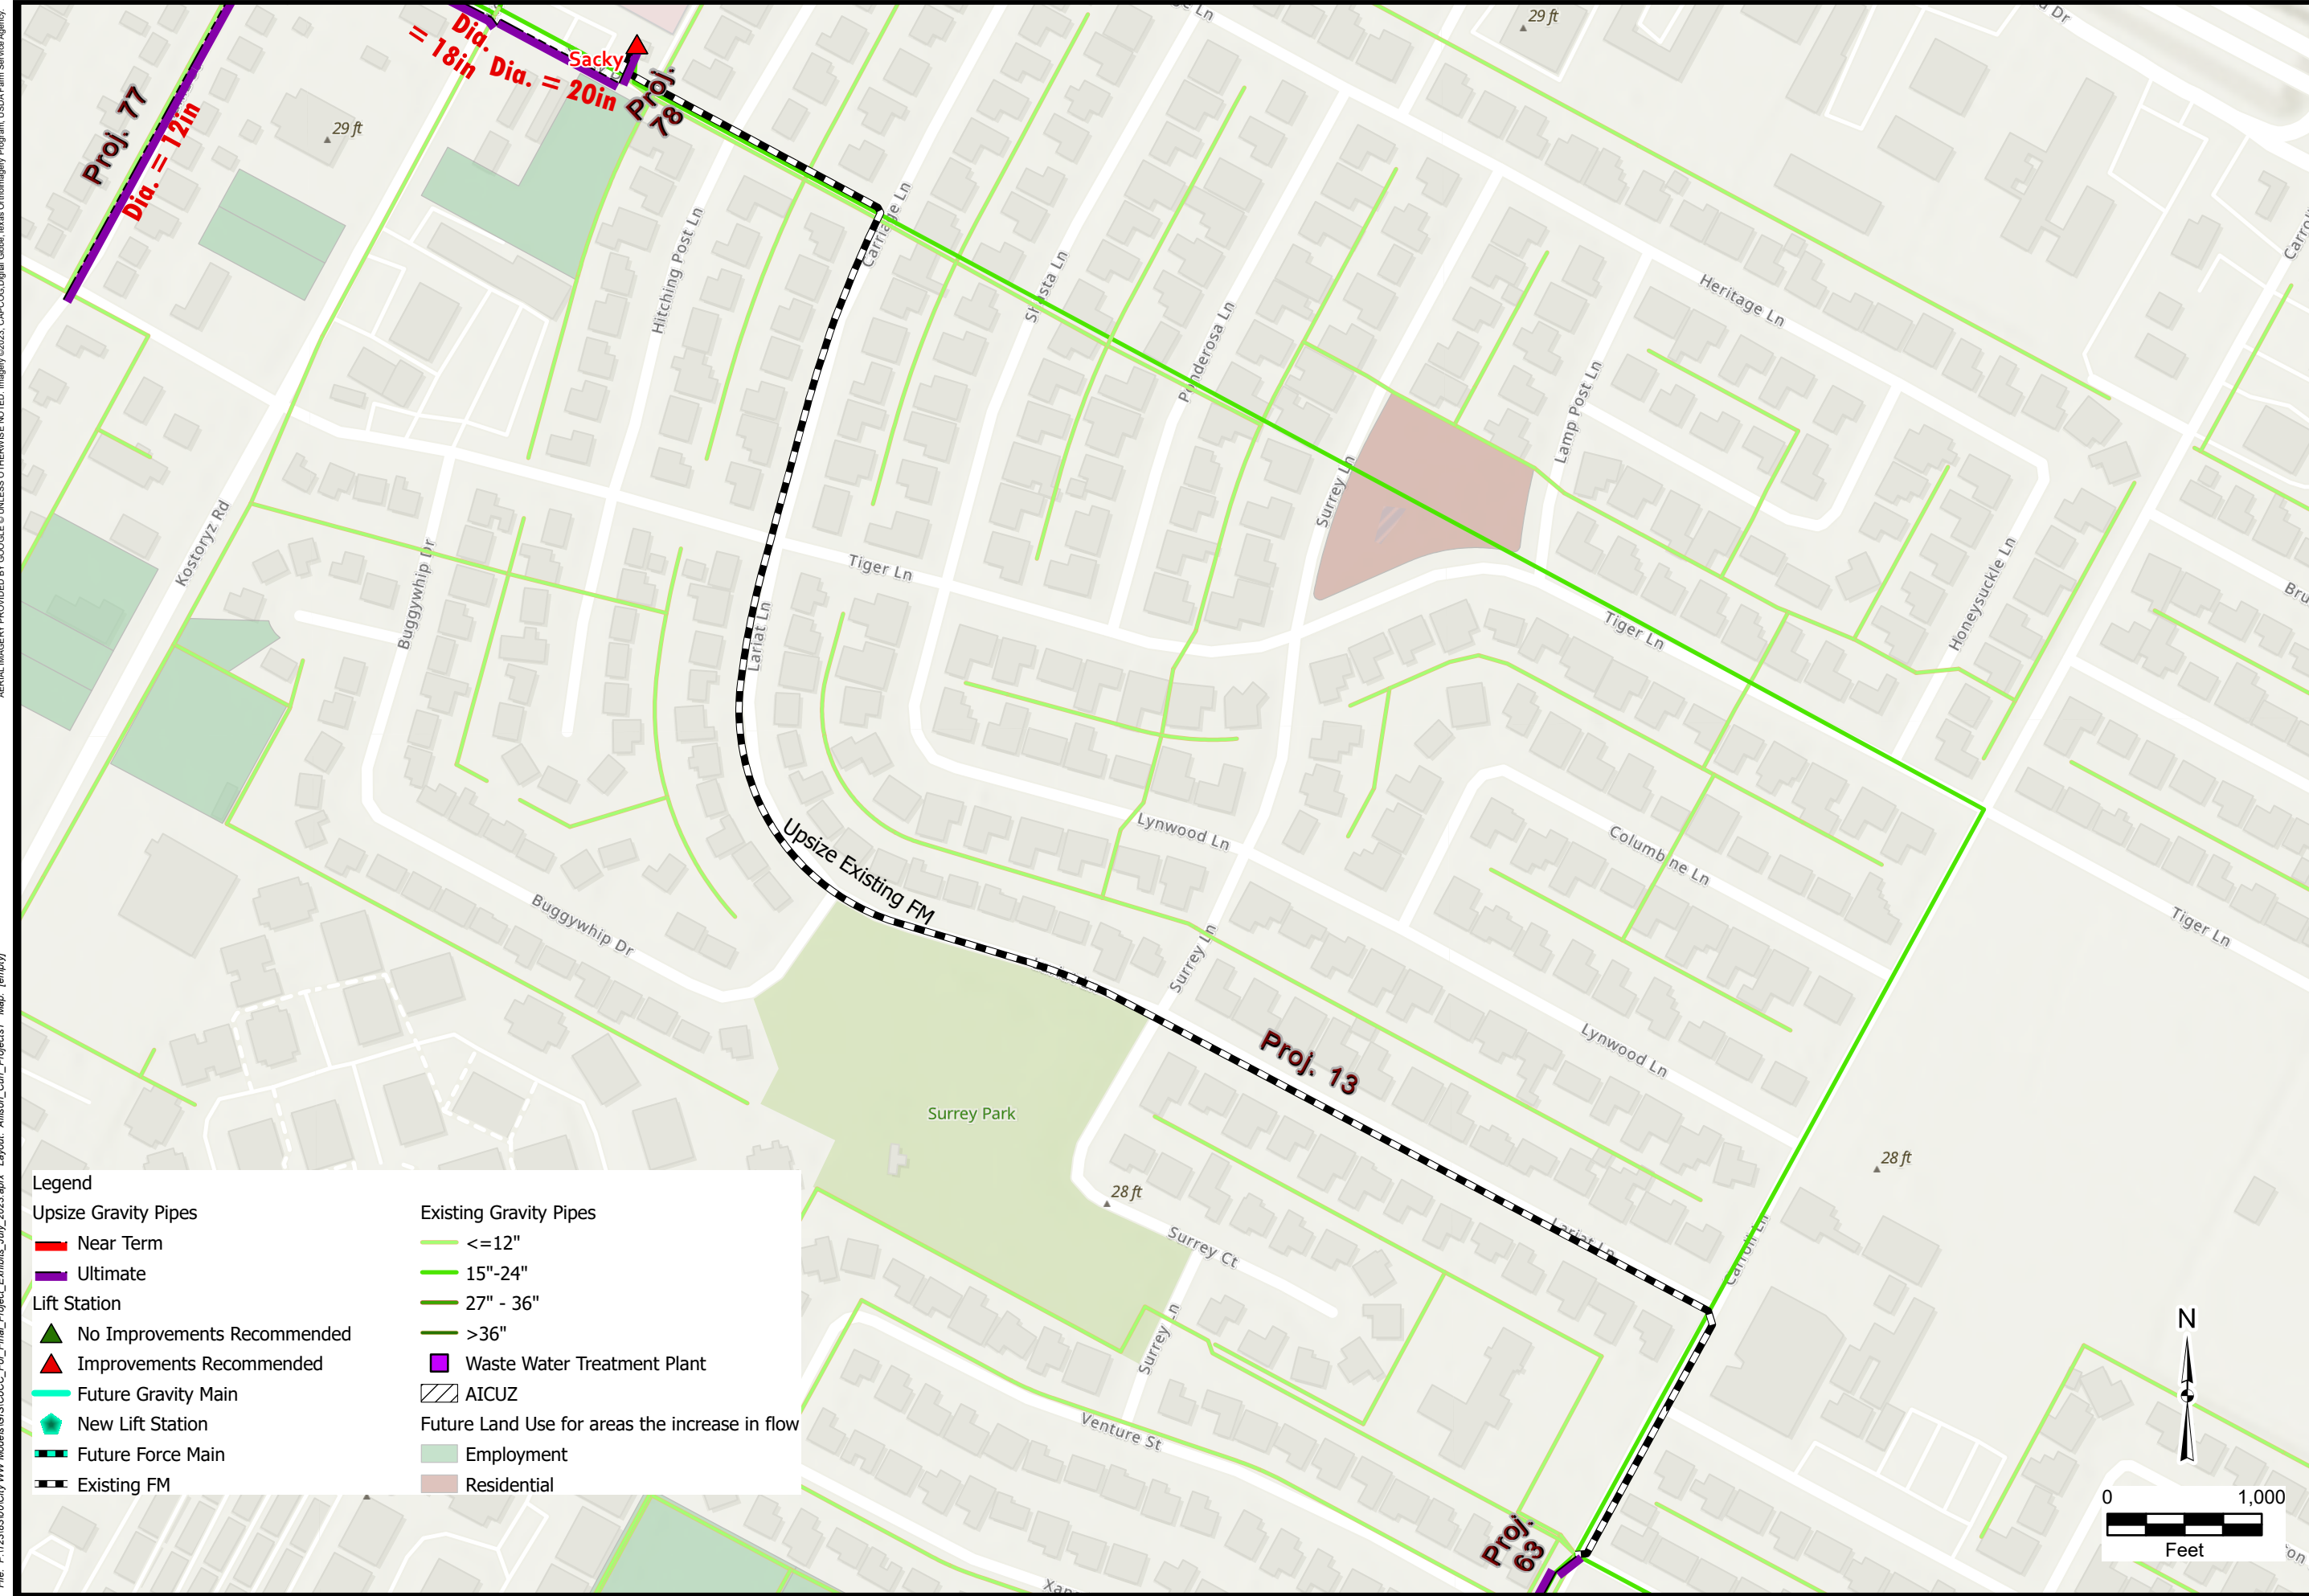 Dia.
= 18in
Dia. = 20in
Sacky
Proj.
78
Proj. 77
Dia. = 12in
29 ft
29 ft
Carriage Ln
Hitching Post Ln
Shasta Ln
Ponderosa Ln
Heritage Ln
Lamp Post Ln
Surrey Ln
Kostoryz Rd
Buggywhip Dr
Tiger Ln
Lariat Ln
Tiger Ln
Honeysuckle Ln
Upsize Existing FM
Lynwood Ln
Columbine Ln
Buggywhip Dr
Surrey Ln
Tiger Ln
Proj. 13
Lynwood Ln
Surrey Park
28 ft
28 ft
Surrey Ct
Lariat Ln
Carroll Ln
Surrey Ln
Venture St
Proj.
63
Legend
Upsize Gravity Pipes
Near Term
Ultimate
Lift Station
No Improvements Recommended
Improvements Recommended
Future Gravity Main
New Lift Station
Future Force Main
Existing FM
Existing Gravity Pipes
<=12"
15"-24"
27" - 36"
>36"
Waste Water Treatment Plant
AICUZ
Future Land Use for areas the increase in flow
Employment
Residential
N
0 1,000
Feet